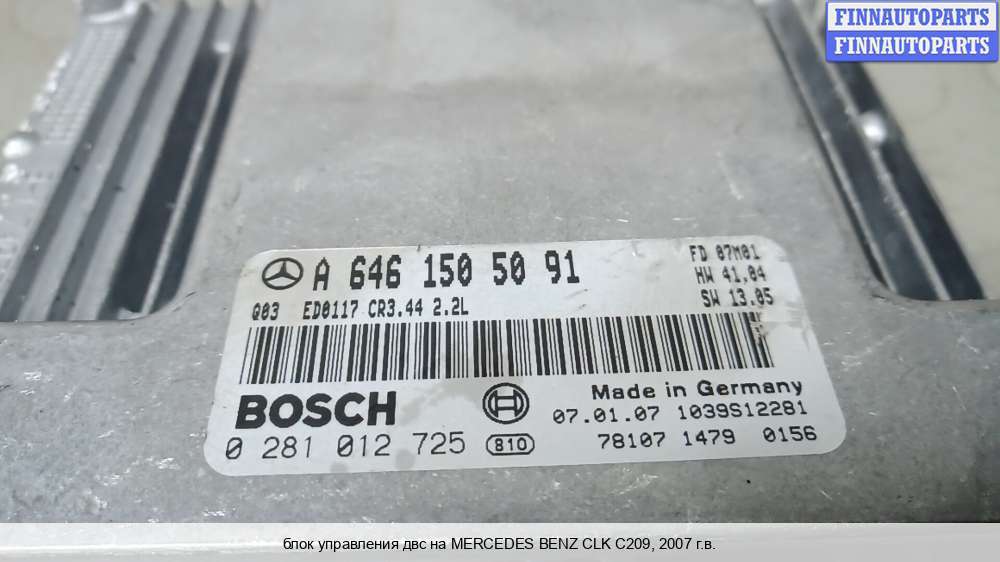 FINNAUTOPARTS
FINNAUTOPARTS
A 646 150 50 91
FD 07M01
HW 41,04
SW 13.05
Q03 ED0117 CR3.44 2.2L
BOSCH
Made in Germany
07.01.07 1039S12281
0 281 012 725 810
78107 1479 0156
блок управления двс на MERCEDES BENZ CLK C209, 2007 г.в.